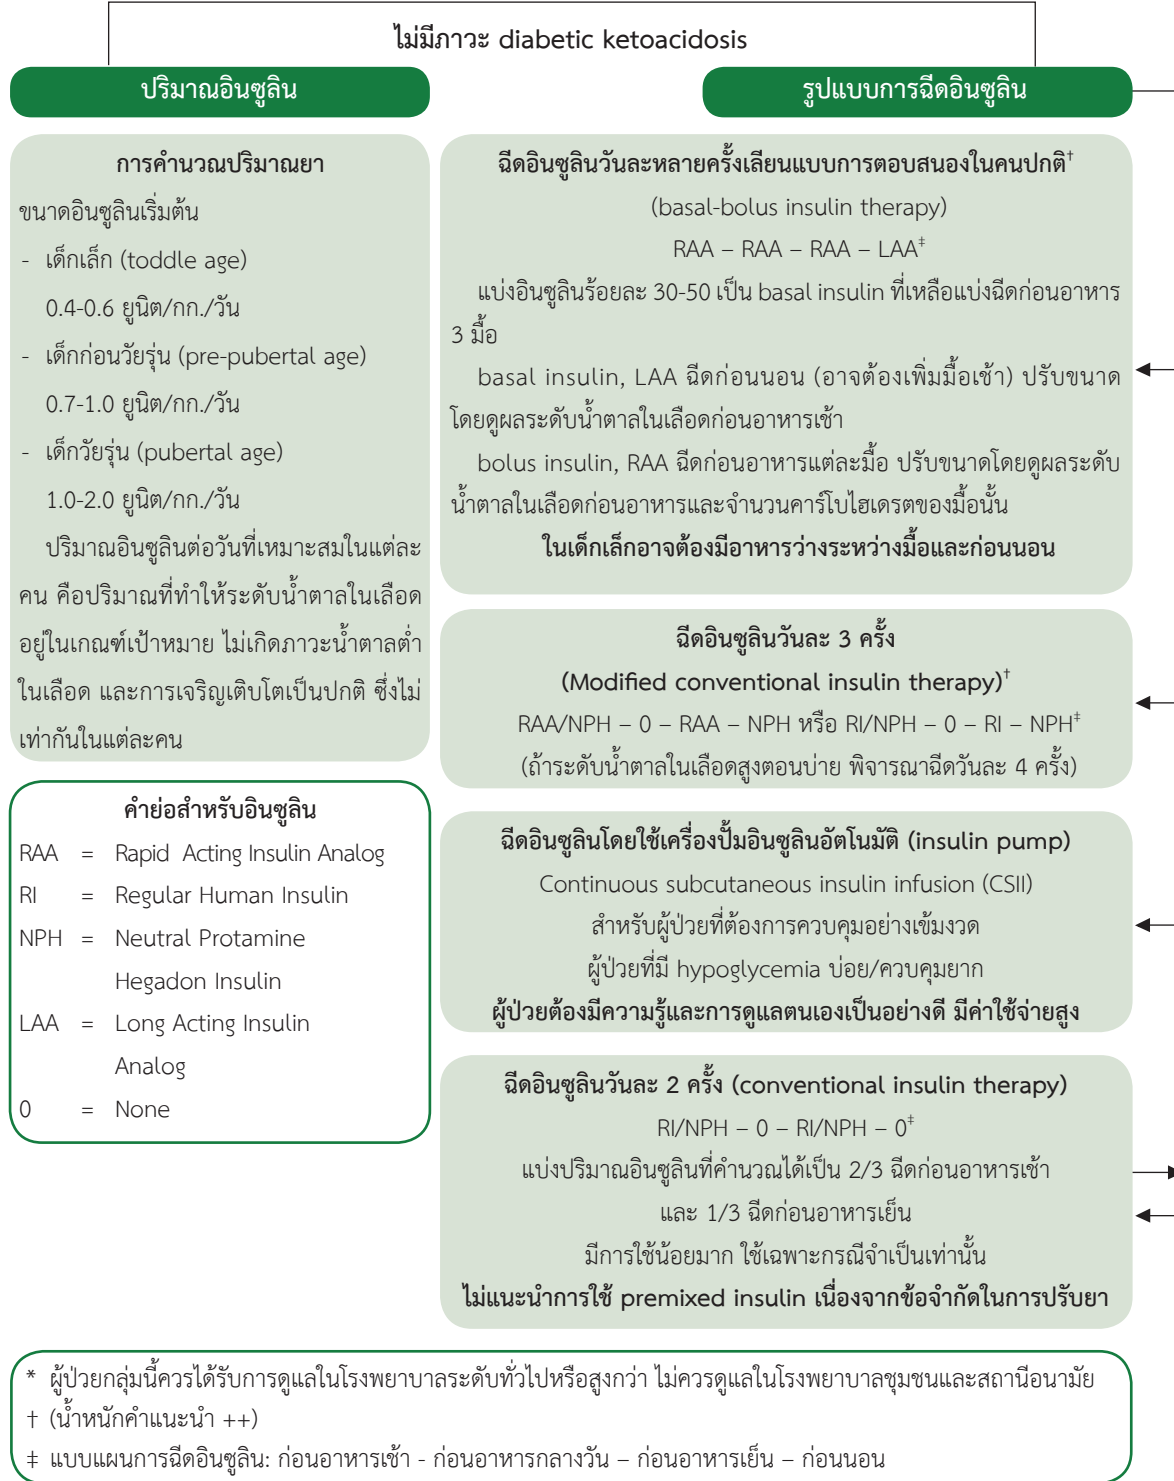 ไม่มีภาวะ diabetic ketoacidosis
ปริมาณอินซูลิน
การคำนวณปริมาณยา
ขนาดอินซูลินเริ่มต้น
- เด็กเล็ก (toddle age)
0.4-0.6 ยูนิต/กก./วัน
- เด็กก่อนวัยรุ่น (pre-pubertal age)
0.7-1.0 ยูนิต/กก./วัน
- เด็กวัยรุ่น (pubertal age)
1.0-2.0 ยูนิต/กก./วัน
ปริมาณอินซูลินต่อวันที่เหมาะสมในแต่ละ
คน คือปริมาณที่ทำให้ระดับน้ำตาลในเลือด
อยู่ในเกณฑ์เป้าหมาย ไม่เกิดภาวะน้ำตาลต่ำ
ในเลือด และการเจริญเติบโตเป็นปกติ ซึ่งไม่
เท่ากันในแต่ละคน
คำย่อสำหรับอินซูลิน
RAA = Rapid Acting Insulin Analog
RI = Regular Human Insulin
NPH = Neutral Protamine
Hegadon Insulin
LAA = Long Acting Insulin
Analog
0 = None
รูปแบบการฉีดอินซูลิน
ฉีดอินซูลินวันละหลายครั้งเลียนแบบการตอบสนองในคนปกติ†
(basal-bolus insulin therapy)
RAA – RAA – RAA – LAA‡
แบ่งอินซูลินร้อยละ 30-50 เป็น basal insulin ที่เหลือแบ่งฉีดก่อนอาหาร
3 มื้อ
basal insulin, LAA ฉีดก่อนนอน (อาจต้องเพิ่มมื้อเช้า) ปรับขนาด
โดยดูผลระดับน้ำตาลในเลือดก่อนอาหารเช้า
bolus insulin, RAA ฉีดก่อนอาหารแต่ละมื้อ ปรับขนาดโดยดูผลระดับ
น้ำตาลในเลือดก่อนอาหารและจำนวนคาร์โบไฮเดรตของมื้อนั้น
ในเด็กเล็กอาจต้องมีอาหารว่างระหว่างมื้อและก่อนนอน
ฉีดอินซูลินวันละ 3 ครั้ง
(Modified conventional insulin therapy)†
RAA/NPH – 0 – RAA – NPH หรือ RI/NPH – 0 – RI – NPH‡
(ถ้าระดับน้ำตาลในเลือดสูงตอนบ่าย พิจารณาฉีดวันละ 4 ครั้ง)
ฉีดอินซูลินโดยใช้เครื่องปั๊มอินซูลินอัตโนมัติ (insulin pump)
Continuous subcutaneous insulin infusion (CSII)
สำหรับผู้ป่วยที่ต้องการควบคุมอย่างเข้มงวด
ผู้ป่วยที่มี hypoglycemia บ่อย/ควบคุมยาก
ผู้ป่วยต้องมีความรู้และการดูแลตนเองเป็นอย่างดี มีค่าใช้จ่ายสูง
ฉีดอินซูลินวันละ 2 ครั้ง (conventional insulin therapy)
RI/NPH – 0 – RI/NPH – 0‡
แบ่งปริมาณอินซูลินที่คำนวณได้เป็น 2/3 ฉีดก่อนอาหารเช้า
และ 1/3 ฉีดก่อนอาหารเย็น
มีการใช้น้อยมาก ใช้เฉพาะกรณีจำเป็นเท่านั้น
ไม่แนะนำการใช้ premixed insulin เนื่องจากข้อจำกัดในการปรับยา
* ผู้ป่วยกลุ่มนี้ควรได้รับการดูแลในโรงพยาบาลระดับทั่วไปหรือสูงกว่า ไม่ควรดูแลในโรงพยาบาลชุมชนและสถานีอนามัย
† (น้ำหนักคำแนะนำ ++)
‡ แบบแผนการฉีดอินซูลิน: ก่อนอาหารเช้า - ก่อนอาหารกลางวัน – ก่อนอาหารเย็น – ก่อนนอน